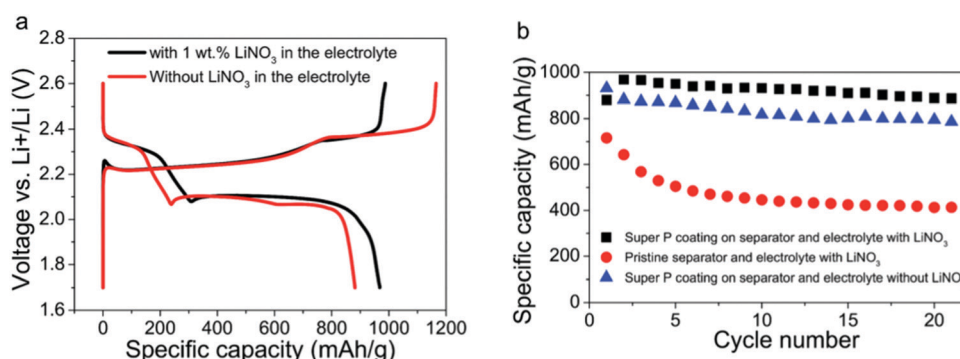 a
Voltage vs. Li+/Li (V)
2.8
2.6
2.4
2.2
2.0
1.8
1.6
with 1 wt.% LiNO₃ in the electrolyte
Without LiNO₃ in the electrolyte
0 200 400 600 800 1000 1200
Specific capacity (mAh/g)
b
Specific capacity (mAh/g)
1000
800
600
400
200
0
Super P coating on separator and electrolyte with LiNO₃
Pristine separator and electrolyte with LiNO₃
Super P coating on separator and electrolyte without LiNO
0 5 10 15 20
Cycle number